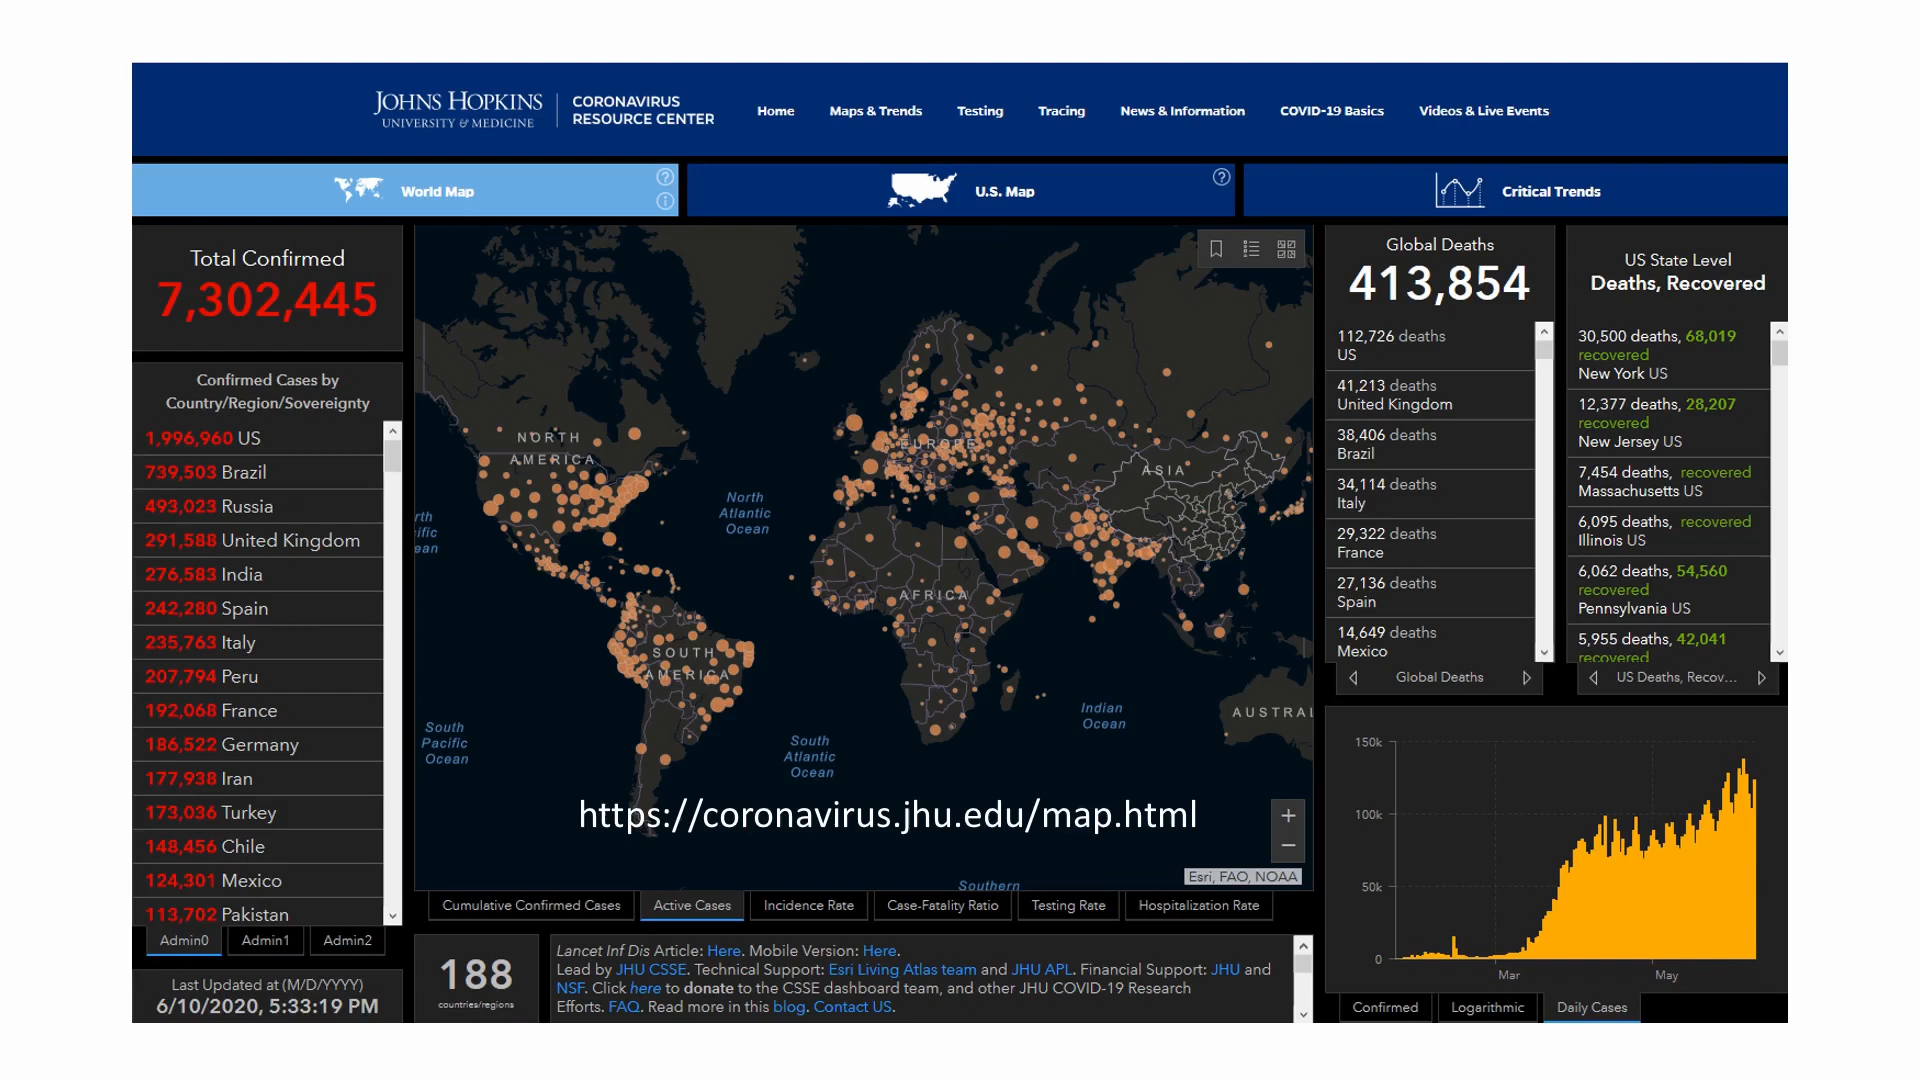 JOHNS HOPKINS
UNIVERSITY & MEDICINE
CORONAVIRUS
RESOURCE CENTER
Home
Maps & Trends
Testing
Tracing
News & Information
COVID-19 Basics
Videos & Live Events
World Map
U.S. Map
Critical Trends
Total Confirmed
7,302,445
Confirmed Cases by
Country/Region/Sovereignty
1,996,960 US
739,503 Brazil
493,023 Russia
291,588 United Kingdom
276,583 India
242,280 Spain
235,763 Italy
207,794 Peru
192,068 France
186,522 Germany
177,938 Iran
173,036 Turkey
148,456 Chile
124,301 Mexico
113,702 Pakistan
Admin0
Admin1
Admin2
Last Updated at (M/D/YYYY)
6/10/2020, 5:33:19 PM
NORTH
AMERICA
EUROPE
ASIA
rth
ific
ean
North
Atlantic
Ocean
AFRICA
SOUTH
AMERICA
South
Pacific
Ocean
South
Atlantic
Ocean
Indian
Ocean
AUSTRAL
https://coronavirus.jhu.edu/map.html
+
−
Esri, FAO, NOAA
Southern
Cumulative Confirmed Cases
Active Cases
Incidence Rate
Case-Fatality Ratio
Testing Rate
Hospitalization Rate
188
countries/regions
Lancet Inf Dis Article: Here. Mobile Version: Here.
Lead by JHU CSSE. Technical Support: Esri Living Atlas team and JHU APL. Financial Support: JHU and
NSF. Click here to donate to the CSSE dashboard team, and other JHU COVID-19 Research
Efforts. FAQ. Read more in this blog. Contact US.
Global Deaths
413,854
112,726 deaths
US
41,213 deaths
United Kingdom
38,406 deaths
Brazil
34,114 deaths
Italy
29,322 deaths
France
27,136 deaths
Spain
14,649 deaths
Mexico
Global Deaths
US State Level
Deaths, Recovered
30,500 deaths, 68,019
recovered
New York US
12,377 deaths, 28,207
recovered
New Jersey US
7,454 deaths, recovered
Massachusetts US
6,095 deaths, recovered
Illinois US
6,062 deaths, 54,560
recovered
Pennsylvania US
5,955 deaths, 42,041
recovered
US Deaths, Recov...
150k
100k
50k
0
Mar
May
Confirmed
Logarithmic
Daily Cases